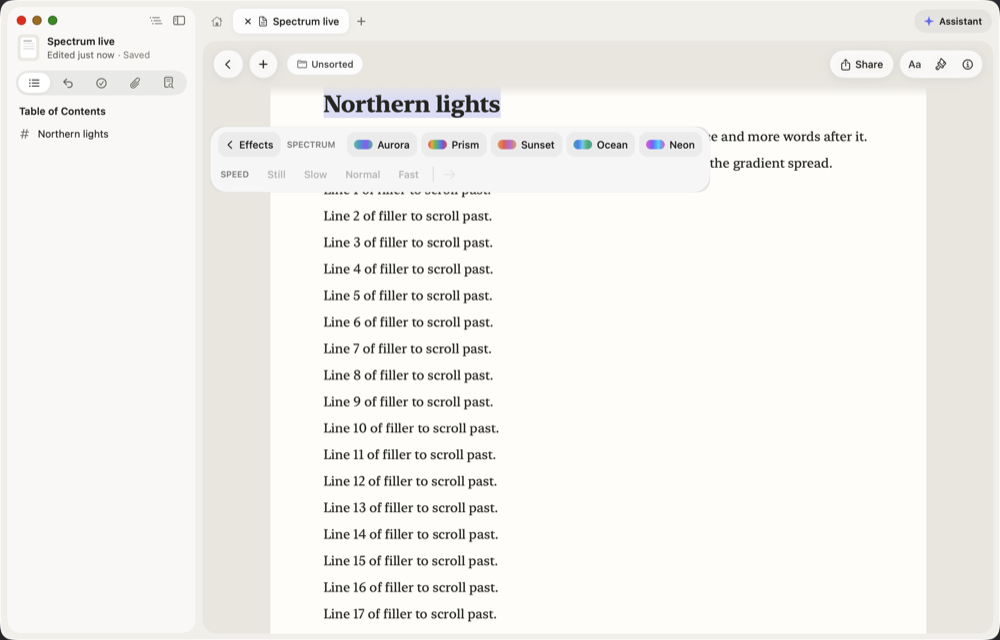 Spectrum live
Edited just now · Saved
Table of Contents
# Northern lights
Spectrum live
Assistant
Unsorted
Share
Aa
Northern lights
and more words after it.
the gradient spread.
Effects SPECTRUM Aurora Prism Sunset Ocean Neon
SPEED Still Slow Normal Fast
Line 1 of filler to scroll past.
Line 2 of filler to scroll past.
Line 3 of filler to scroll past.
Line 4 of filler to scroll past.
Line 5 of filler to scroll past.
Line 6 of filler to scroll past.
Line 7 of filler to scroll past.
Line 8 of filler to scroll past.
Line 9 of filler to scroll past.
Line 10 of filler to scroll past.
Line 11 of filler to scroll past.
Line 12 of filler to scroll past.
Line 13 of filler to scroll past.
Line 14 of filler to scroll past.
Line 15 of filler to scroll past.
Line 16 of filler to scroll past.
Line 17 of filler to scroll past.